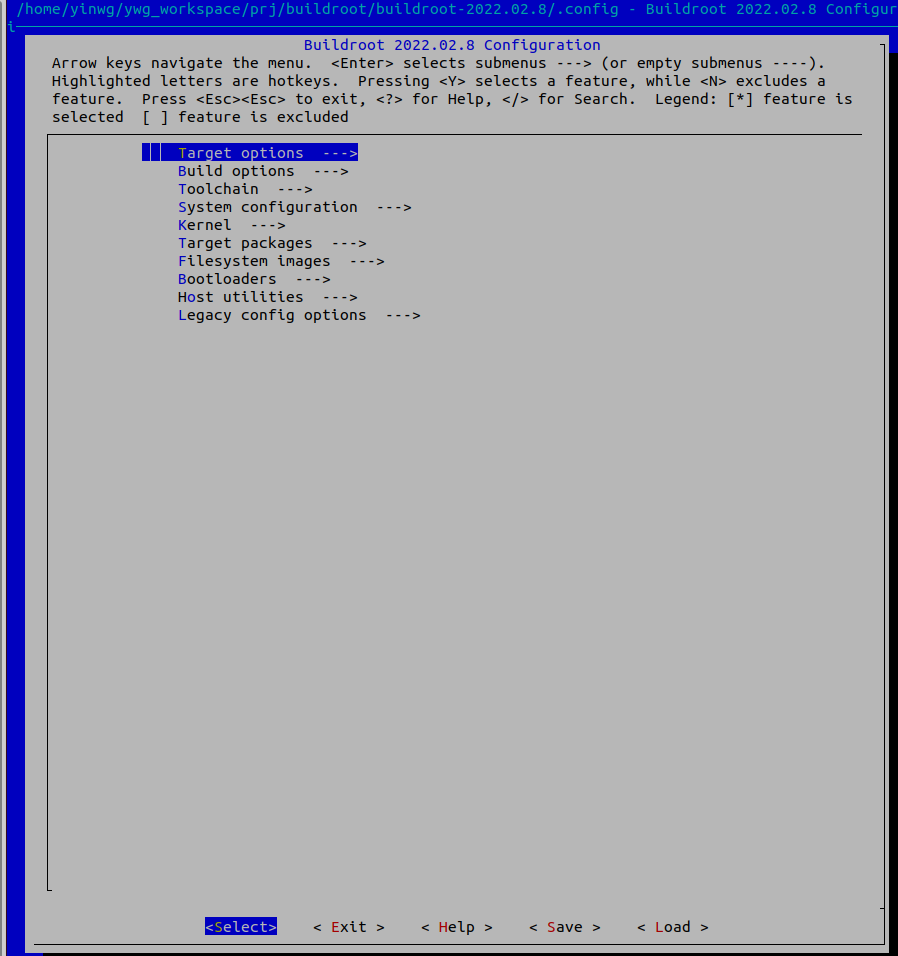 /home/yinwg/ywg_workspace/prj/buildroot/buildroot-2022.02.8/.config - Buildroot 2022.02.8 Configur
i
Buildroot 2022.02.8 Configuration
Arrow keys navigate the menu.  <Enter> selects submenus ---> (or empty submenus ----).
Highlighted letters are hotkeys.  Pressing <Y> selects a feature, while <N> excludes a
feature.  Press <Esc><Esc> to exit, <?> for Help, </> for Search.  Legend: [*] feature is
selected  [ ] feature is excluded
Target options  --->
Build options  --->
Toolchain  --->
System configuration  --->
Kernel  --->
Target packages  --->
Filesystem images  --->
Bootloaders  --->
Host utilities  --->
Legacy config options  --->
<Select>    < Exit >    < Help >    < Save >    < Load >